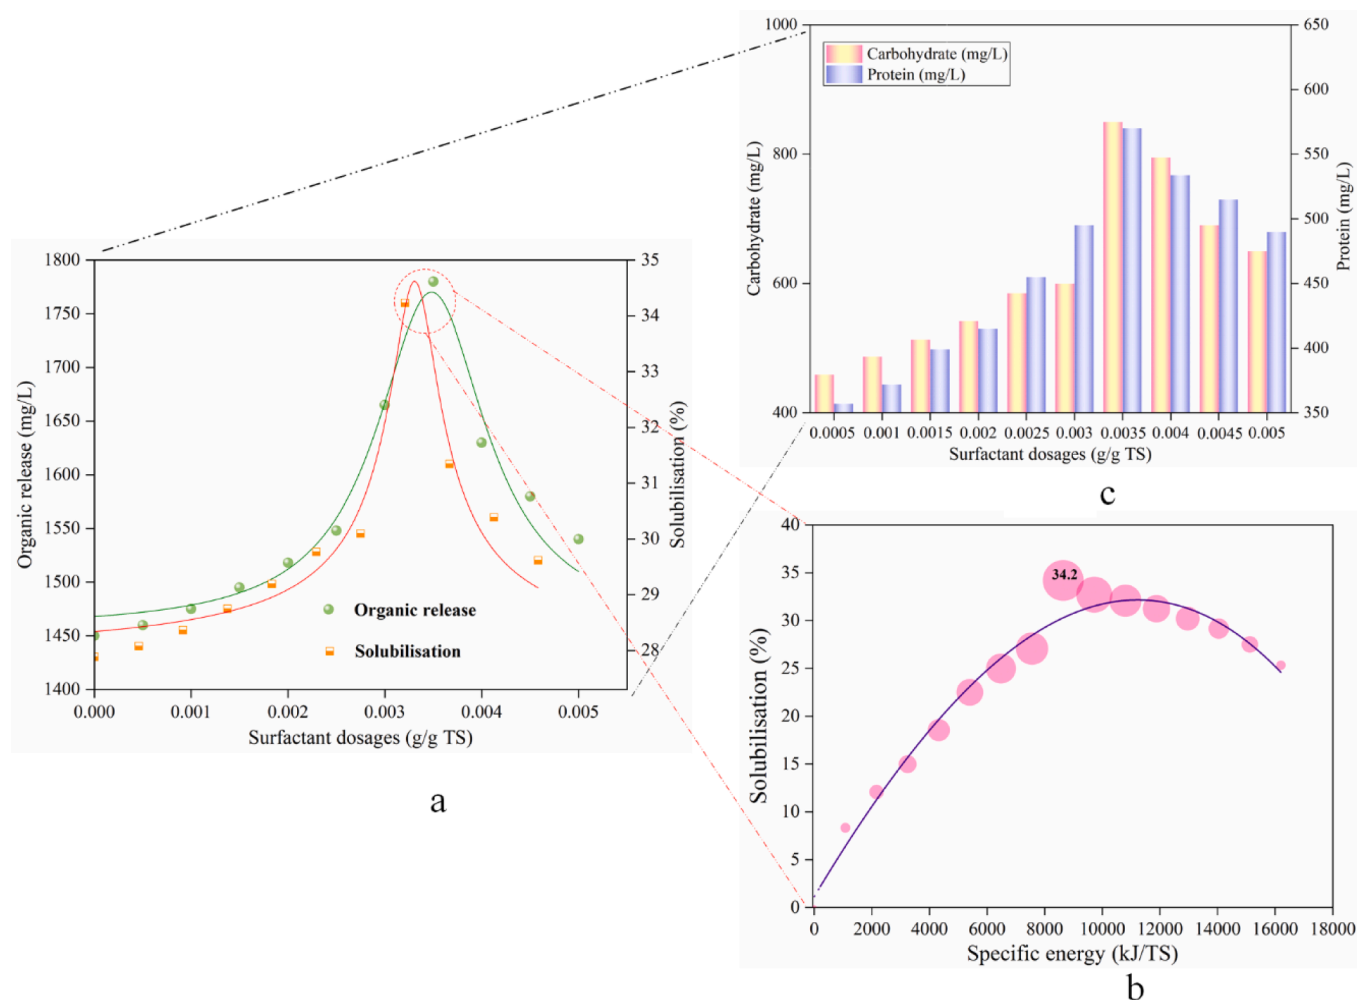 1000
800
600
400
Carbohydrate (mg/L)
Carbohydrate (mg/L)
Protein (mg/L)
650
600
550
500
450
400
350
Protein (mg/L)
0.0005 0.001 0.0015 0.002 0.0025 0.003 0.0035 0.004 0.0045 0.005
Surfactant dosages (g/g TS)
c
1800
1750
1700
1650
1600
1550
1500
1450
1400
Organic release (mg/L)
35
34
33
32
31
30
29
28
Solubilisation (%)
Organic release
Solubilisation
0.000 0.001 0.002 0.003 0.004 0.005
Surfactant dosages (g/g TS)
a
40
35
30
25
20
15
10
5
0
Solubilisation (%)
34.2
0 2000 4000 6000 8000 10000 12000 14000 16000 18000
Specific energy (kJ/TS)
b